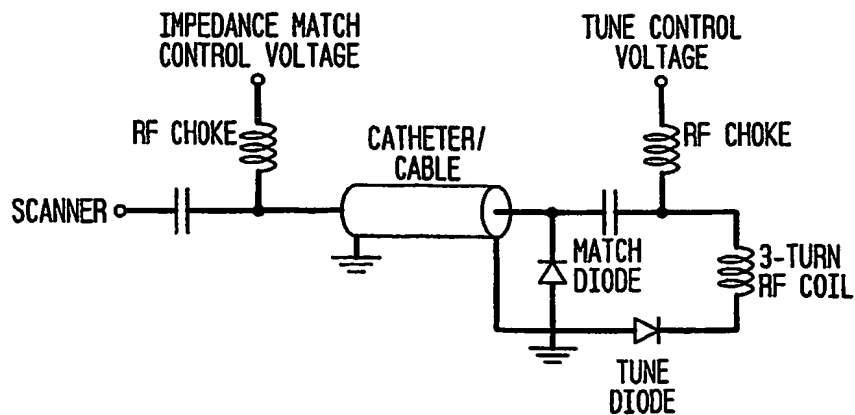 IMPEDANCE MATCH
CONTROL VOLTAGE
TUNE CONTROL
VOLTAGE
RF CHOKE
CATHETER/
CABLE
RF CHOKE
SCANNER
MATCH
DIODE
3-TURN
RF COIL
TUNE
DIODE